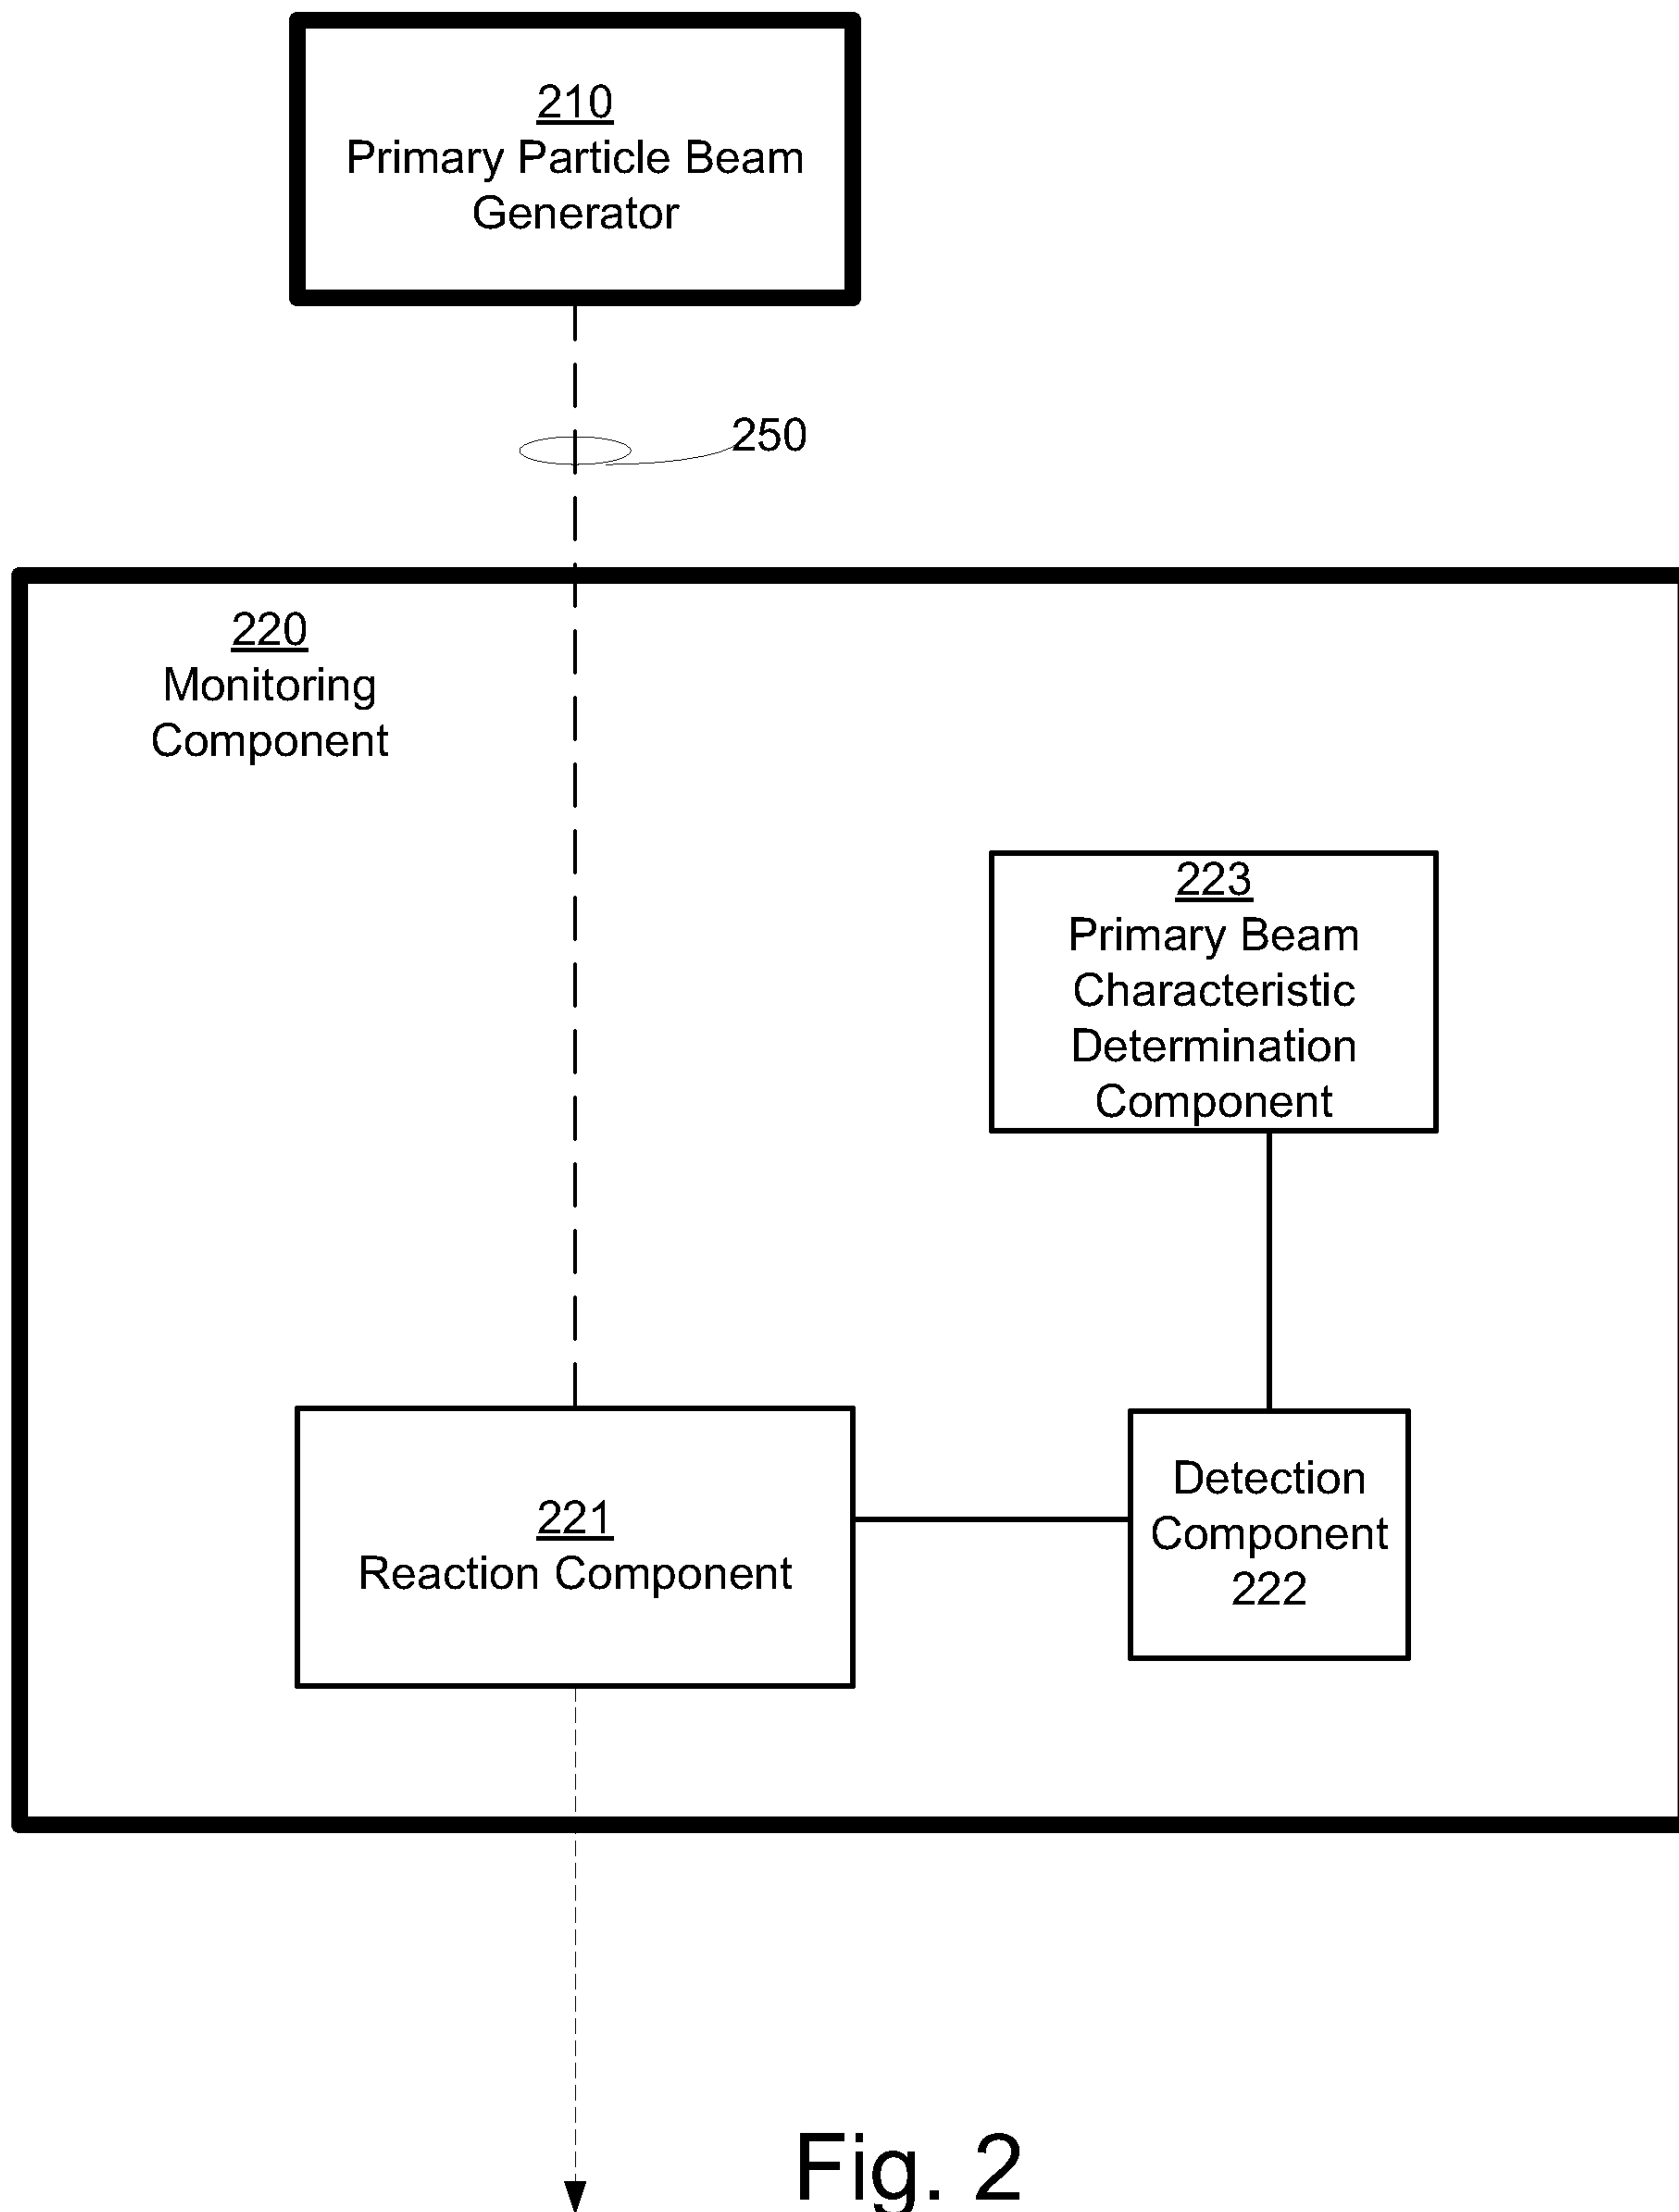 210
Primary Particle Beam
Generator
250
220
Monitoring
Component
223
Primary Beam
Characteristic
Determination
Component
221
Reaction Component
Detection
Component
222
Fig. 2